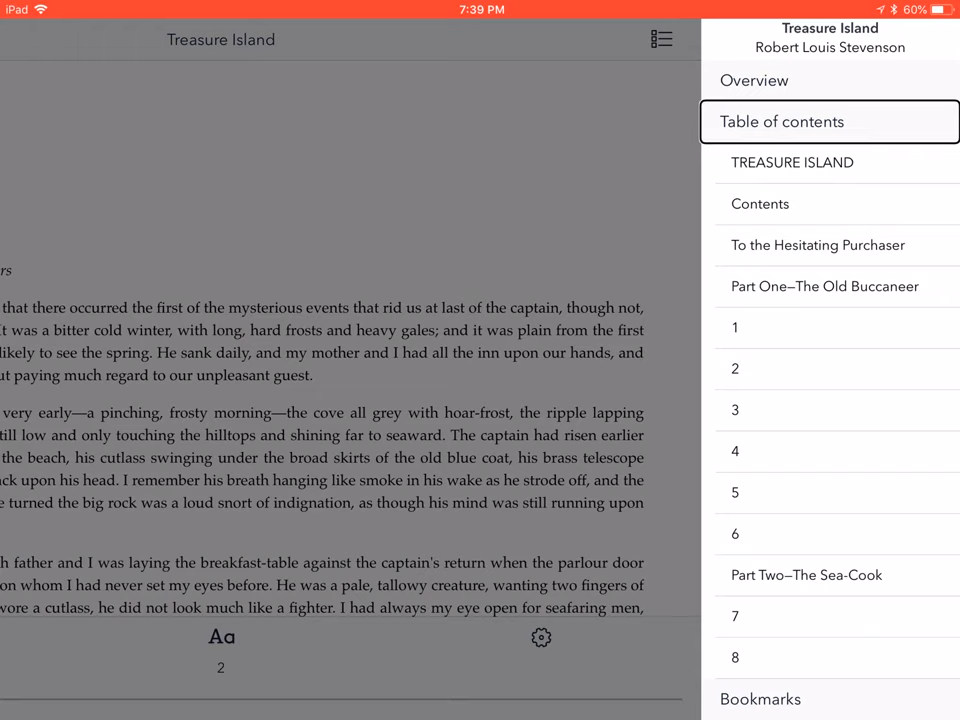 iPad
7:39 PM
60%
Treasure Island
rs
that there occurred the first of the mysterious events that rid us at last of the captain, though not,
t was a bitter cold winter, with long, hard frosts and heavy gales; and it was plain from the first
likely to see the spring. He sank daily, and my mother and I had all the inn upon our hands, and
ut paying much regard to our unpleasant guest.
very early—a pinching, frosty morning—the cove all grey with hoar-frost, the ripple lapping
till low and only touching the hilltops and shining far to seaward. The captain had risen earlier
the beach, his cutlass swinging under the broad skirts of the old blue coat, his brass telescope
ck upon his head. I remember his breath hanging like smoke in his wake as he strode off, and the
e turned the big rock was a loud snort of indignation, as though his mind was still running upon
h father and I was laying the breakfast-table against the captain's return when the parlour door
on whom I had never set my eyes before. He was a pale, tallowy creature, wanting two fingers of
wore a cutlass, he did not look much like a fighter. I had always my eye open for seafaring men,
Aa
2
Treasure Island
Robert Louis Stevenson
Overview
Table of contents
TREASURE ISLAND
Contents
To the Hesitating Purchaser
Part One—The Old Buccaneer
1
2
3
4
5
6
Part Two—The Sea-Cook
7
8
Bookmarks